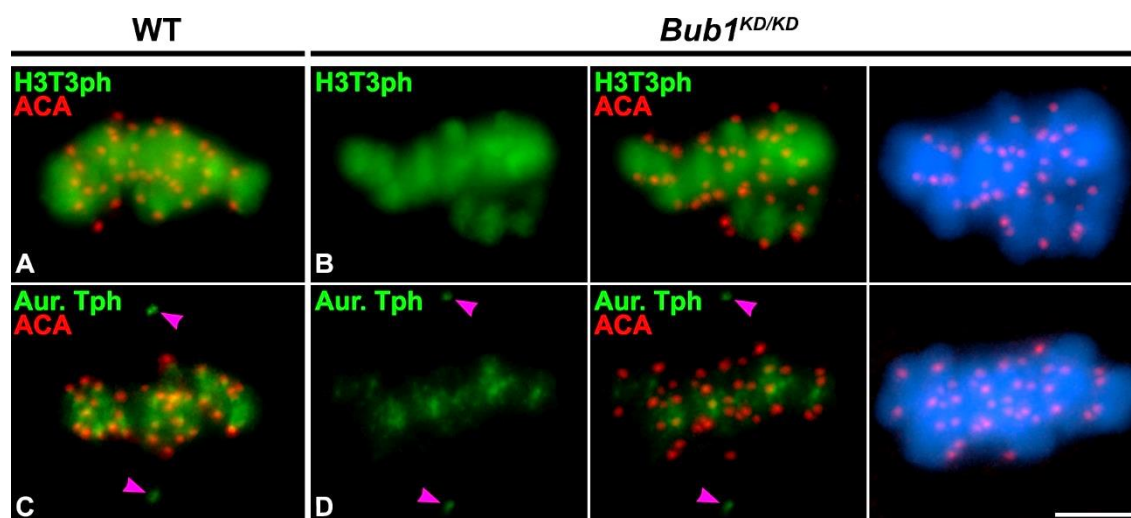 WT
Bub1KD/KD
H3T3ph
ACA
A
H3T3ph
B
H3T3ph
ACA
Aur. Tph
ACA
C
Aur. Tph
D
Aur. Tph
ACA